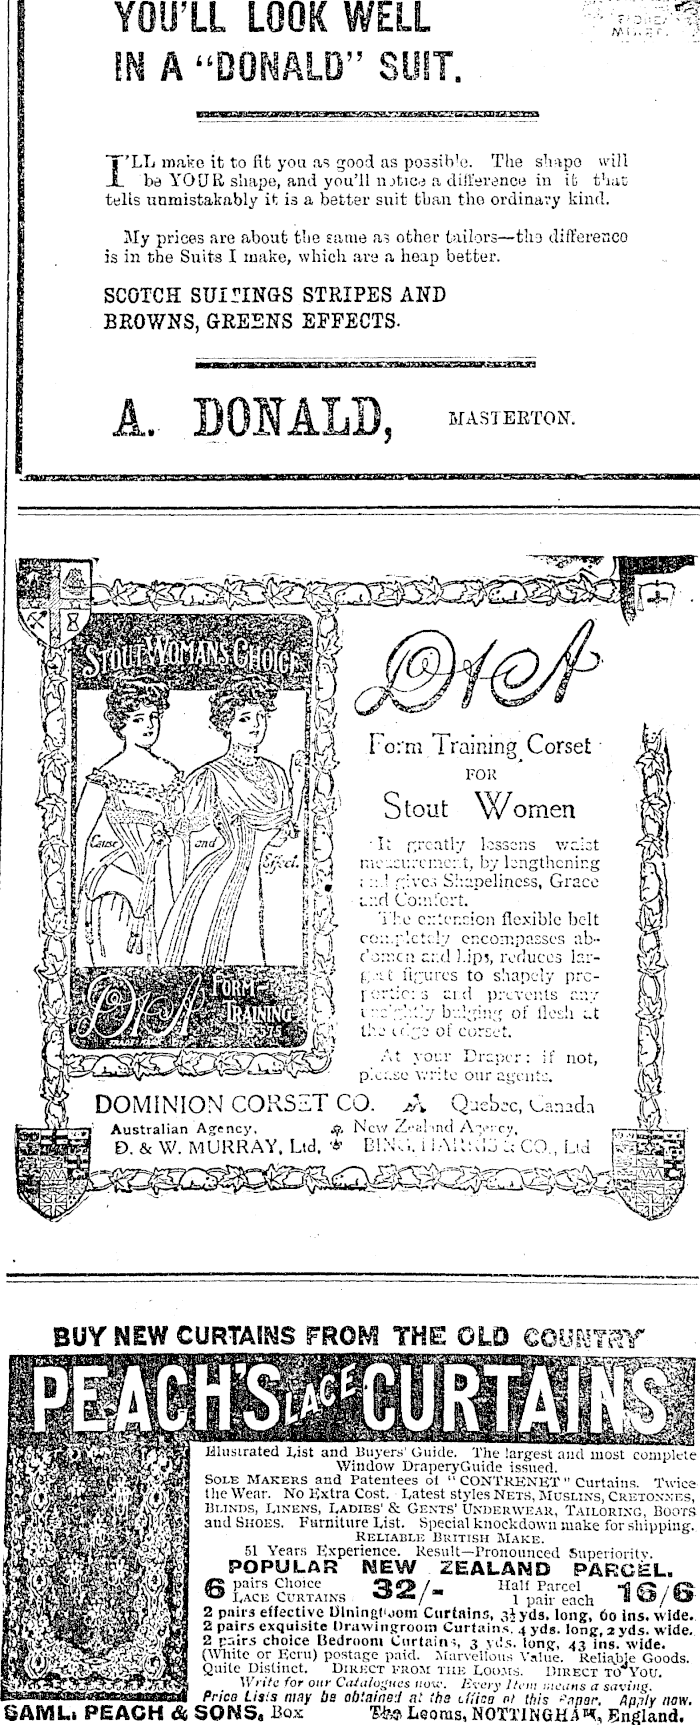 YOU'LL LOOK WELL
IN A "DONALD" SUIT.
I'LL make it to fit you as good as possible. The shape will
be YOUR shape, and you'll notice a difference in it that
tells unmistakably it is a better suit than the ordinary kind.
My prices are about the same as other tailors—the difference
is in the Suits I make, which are a heap better.
SCOTCH SUITINGS STRIPES AND
BROWNS, GREENS EFFECTS.
A. DONALD, MASTERTON.
STOUT WOMANS CHOICE
Cause and Effect.
D&A FORM-
TRAINING
No 375
D&A
Form Training Corset
FOR
Stout Women
It greatly lessens waist
measurement, by lengthening
and gives Shapeliness, Grace
and Comfort.
The extension flexible belt
completely encompases ab-
domen and hips, reduces lar-
gest figures to shapely pro-
portions and prevents any
unsightly bulging of flesh at
the edge of corset.
At your Draper: if not,
please write our agents.
DOMINION CORSET CO. Quebec, Canada
Australian Agency, New Zealand Agency,
D. & W. MURRAY, Ltd, BING, HARRIS & CO., Ltd
BUY NEW CURTAINS FROM THE OLD COUNTRY
PEACH'S LACE CURTAINS
Illustrated List and Buyers' Guide. The largest and most complete
Window DraperyGuide issued.
SOLE MAKERS and Patentees of "CONTRENET" Curtains. Twice
the Wear. No Extra Cost. Latest styles NETS, MUSLINS, CRETONNES,
BLINDS, LINENS, LADIES' & GENTS' UNDERWEAR, TAILORING, BOOTS
and SHOES. Furniture List. Special knockdown make for shipping.
RELIABLE BRITISH MAKE.
51 Years Experience. Result—Pronounced Superiority.
POPULAR NEW ZEALAND PARCEL.
6 pairs Choice LACE CURTAINS 32/- Half Parcel 1 pair each 16/6
2 pairs effective Diningroom Curtains, 3½ yds. long, 60 ins. wide.
2 pairs exquisite Drawingroom Curtains, 4 yds. long, 2 yds. wide.
2 pairs choice Bedroom Curtains, 3 yds. long, 43 ins. wide.
(White or Ecru) postage paid. Marvellous Value. Reliable Goods.
Quite Distinct. DIRECT FROM THE LOOMS. DIRECT TO YOU.
Write for our Catalogues now. Every Item means a saving.
Price Lists may be obtained at the office of this Paper. Apply now.
SAML. PEACH & SONS, Box The Looms, NOTTINGHAM, England.